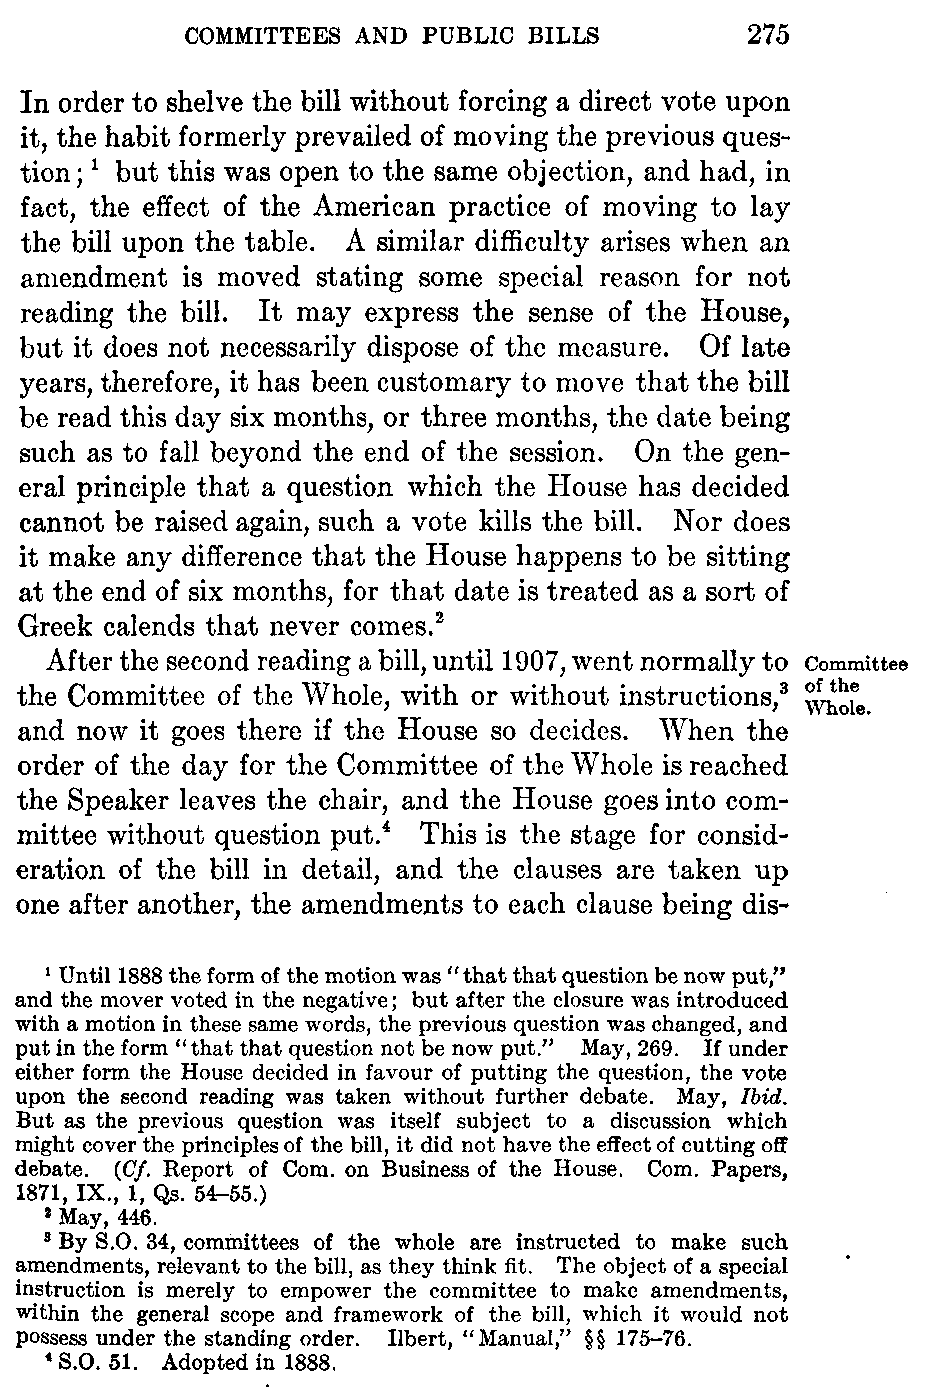 COMMITTEES AND PUBLIC BILLS 275
In order to shelve the bill without forcing a direct vote upon
it, the habit formerly prevailed of moving the previous ques-
tion; ¹ but this was open to the same objection, and had, in
fact, the effect of the American practice of moving to lay
the bill upon the table. A similar difficulty arises when an
amendment is moved stating some special reason for not
reading the bill. It may express the sense of the House,
but it does not necessarily dispose of the measure. Of late
years, therefore, it has been customary to move that the bill
be read this day six months, or three months, the date being
such as to fall beyond the end of the session. On the gen-
eral principle that a question which the House has decided
cannot be raised again, such a vote kills the bill. Nor does
it make any difference that the House happens to be sitting
at the end of six months, for that date is treated as a sort of
Greek calends that never comes.²
After the second reading a bill, until 1907, went normally to
the Committee of the Whole, with or without instructions,³
and now it goes there if the House so decides. When the
order of the day for the Committee of the Whole is reached
the Speaker leaves the chair, and the House goes into com-
mittee without question put.⁴ This is the stage for consid-
eration of the bill in detail, and the clauses are taken up
one after another, the amendments to each clause being dis-
Committee
of the
Whole.
¹ Until 1888 the form of the motion was "that that question be now put,"
and the mover voted in the negative; but after the closure was introduced
with a motion in these same words, the previous question was changed, and
put in the form "that that question not be now put." May, 269. If under
either form the House decided in favour of putting the question, the vote
upon the second reading was taken without further debate. May, Ibid.
But as the previous question was itself subject to a discussion which
might cover the principles of the bill, it did not have the effect of cutting off
debate. (Cf. Report of Com. on Business of the House. Com. Papers,
1871, IX., 1, Qs. 54–55.)
² May, 446.
³ By S.O. 34, committees of the whole are instructed to make such
amendments, relevant to the bill, as they think fit. The object of a special
instruction is merely to empower the committee to make amendments,
within the general scope and framework of the bill, which it would not
possess under the standing order. Ilbert, "Manual," §§ 175–76.
⁴ S.O. 51. Adopted in 1888.